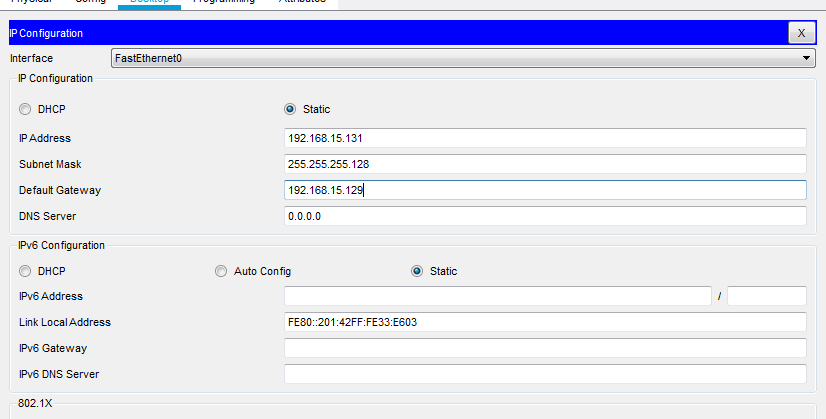 Physical Config Desktop Programming Attributes
IP Configuration X
Interface FastEthernet0
IP Configuration
DHCP Static
IP Address 192.168.15.131
Subnet Mask 255.255.255.128
Default Gateway 192.168.15.129
DNS Server 0.0.0.0
IPv6 Configuration
DHCP Auto Config Static
IPv6 Address /
Link Local Address FE80::201:42FF:FE33:E603
IPv6 Gateway
IPv6 DNS Server
802.1X